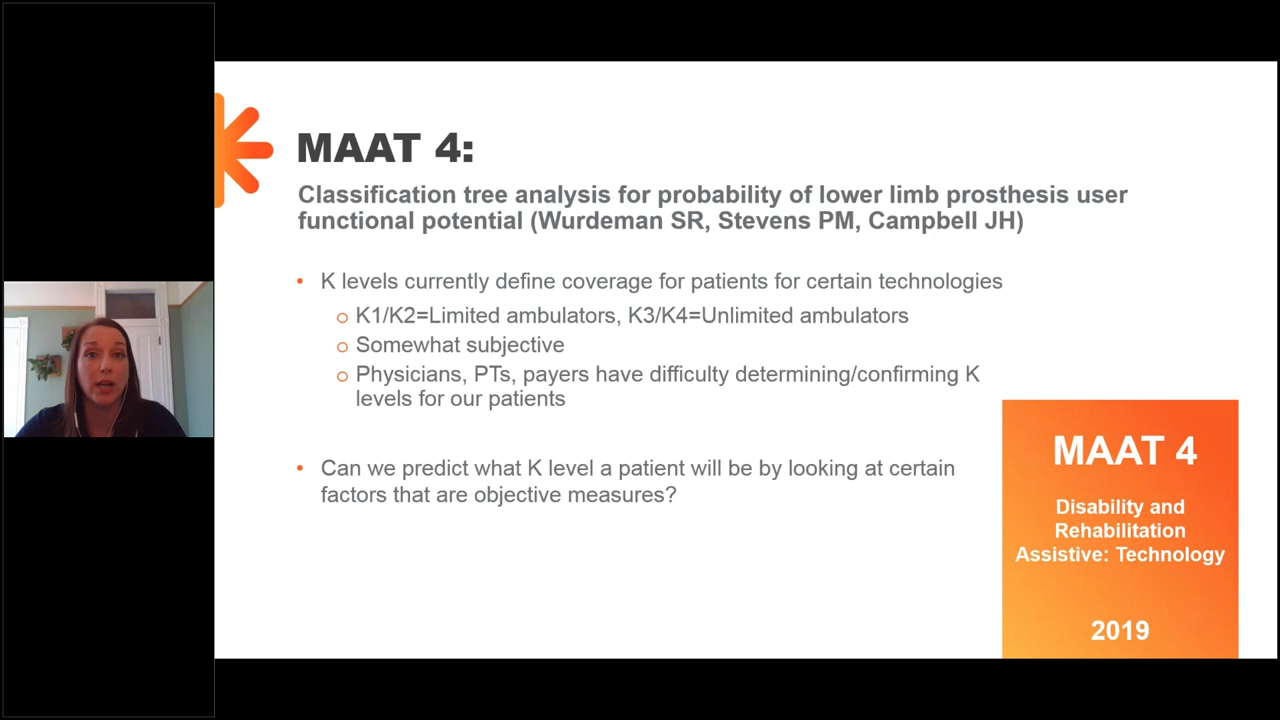 MAAT 4:
Classification tree analysis for probability of lower limb prosthesis user
functional potential (Wurdeman SR, Stevens PM, Campbell JH)
• K levels currently define coverage for patients for certain technologies
o K1/K2=Limited ambulators, K3/K4=Unlimited ambulators
o Somewhat subjective
o Physicians, PTs, payers have difficulty determining/confirming K
levels for our patients
• Can we predict what K level a patient will be by looking at certain
factors that are objective measures?
MAAT 4
Disability and
Rehabilitation
Assistive: Technology
2019